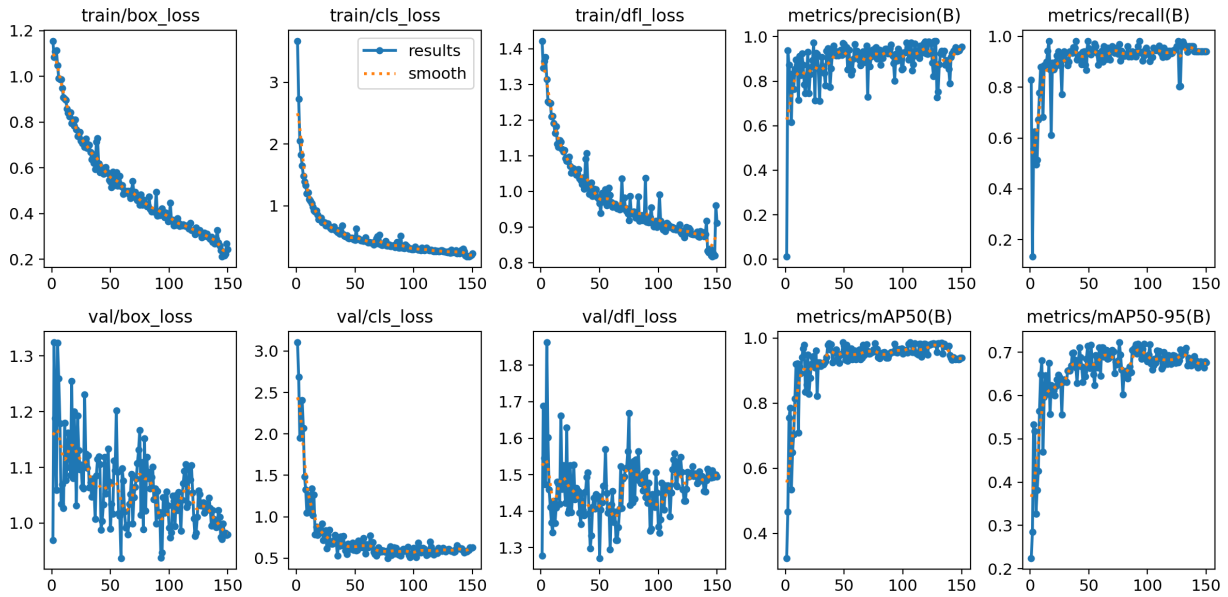 train/box_loss
train/cls_loss
train/dfl_loss
metrics/precision(B)
metrics/recall(B)
results
smooth
1.2
1.0
0.8
0.6
0.4
0.2
0 50 100 150
3
2
1
0 50 100 150
1.4
1.3
1.2
1.1
1.0
0.9
0.8
0 50 100 150
1.0
0.8
0.6
0.4
0.2
0.0
0 50 100 150
1.0
0.8
0.6
0.4
0.2
0 50 100 150
val/box_loss
val/cls_loss
val/dfl_loss
metrics/mAP50(B)
metrics/mAP50-95(B)
1.3
1.2
1.1
1.0
0 50 100 150
3.0
2.5
2.0
1.5
1.0
0.5
0 50 100 150
1.8
1.7
1.6
1.5
1.4
1.3
0 50 100 150
1.0
0.8
0.6
0.4
0 50 100 150
0.7
0.6
0.5
0.4
0.3
0.2
0 50 100 150